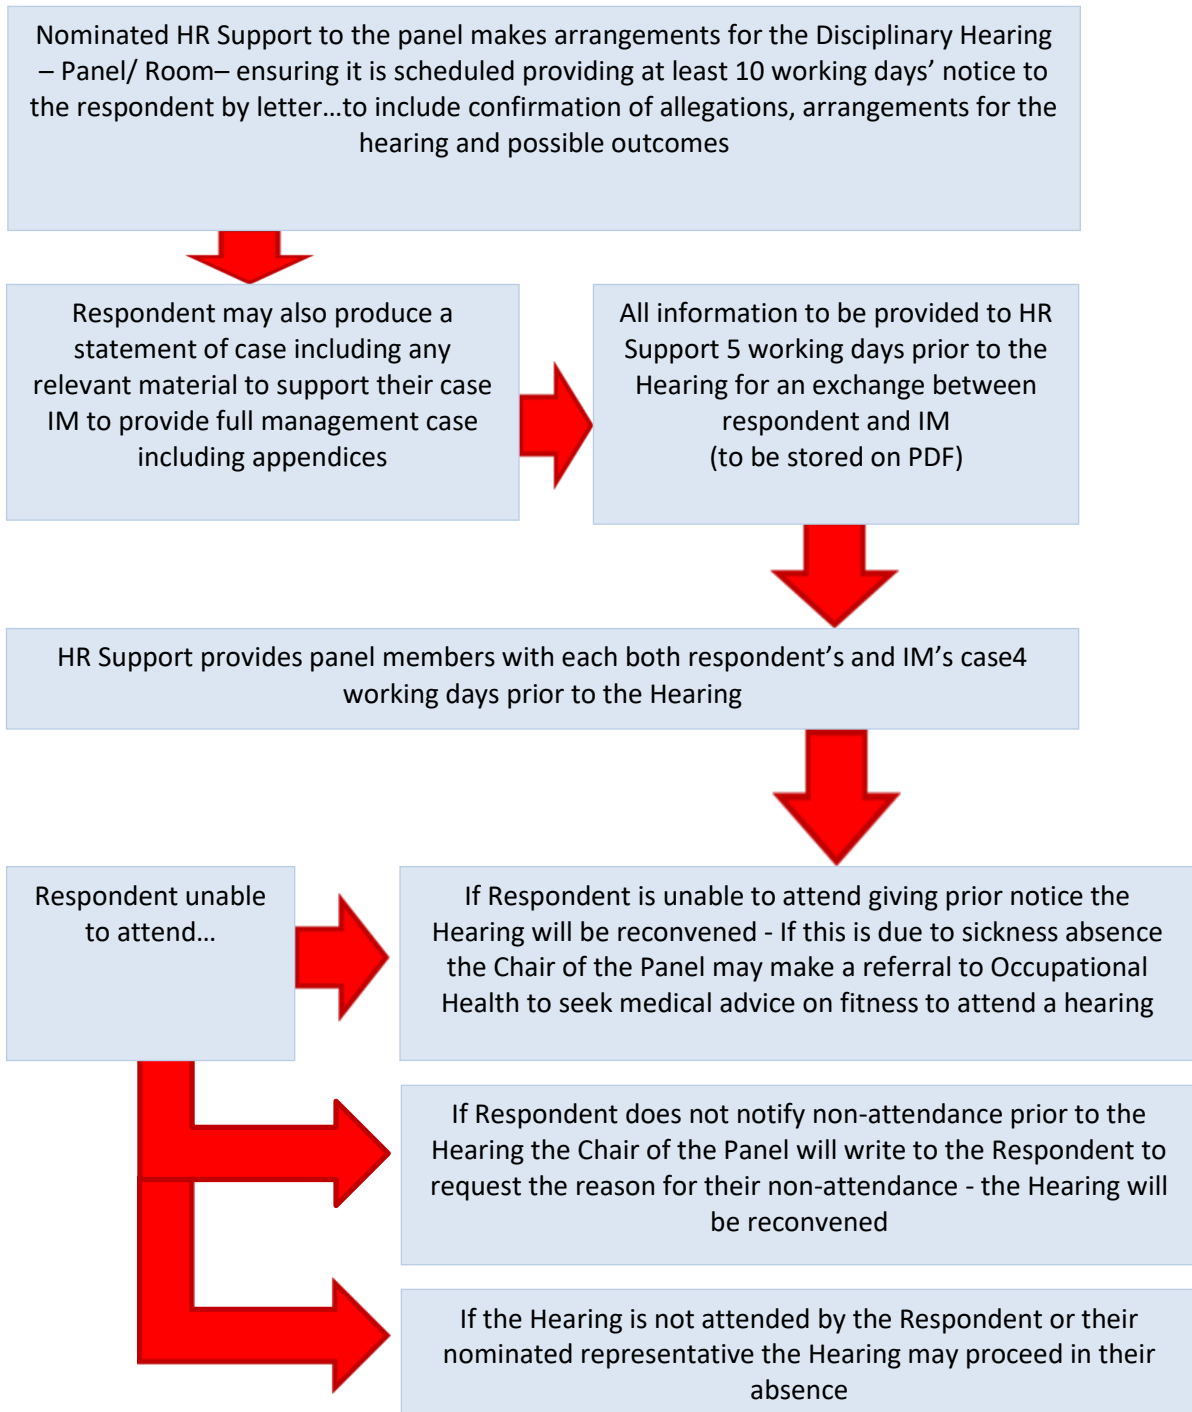 Nominated HR Support to the panel makes arrangements for the Disciplinary Hearing
– Panel/ Room– ensuring it is scheduled providing at least 10 working days’ notice to
the respondent by letter…to include confirmation of allegations, arrangements for the
hearing and possible outcomes
Respondent may also produce a
statement of case including any
relevant material to support their case
IM to provide full management case
including appendices
All information to be provided to HR
Support 5 working days prior to the
Hearing for an exchange between
respondent and IM
(to be stored on PDF)
HR Support provides panel members with each both respondent’s and IM’s case4
working days prior to the Hearing
Respondent unable
to attend…
If Respondent is unable to attend giving prior notice the
Hearing will be reconvened - If this is due to sickness absence
the Chair of the Panel may make a referral to Occupational
Health to seek medical advice on fitness to attend a hearing
If Respondent does not notify non-attendance prior to the
Hearing the Chair of the Panel will write to the Respondent to
request the reason for their non-attendance - the Hearing will
be reconvened
If the Hearing is not attended by the Respondent or their
nominated representative the Hearing may proceed in their
absence